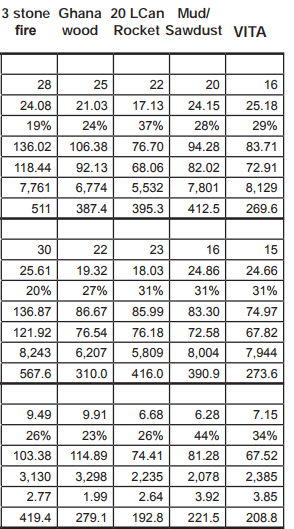 3 stone Ghana 20 LCan Mud/
fire wood Rocket Sawdust VITA
28 25 22 20 16
24.08 21.03 17.13 24.15 25.18
19% 24% 37% 28% 29%
136.02 106.38 76.70 94.28 83.71
118.44 92.13 68.06 82.02 72.91
7,761 6,774 5,532 7,801 8,129
511 387.4 395.3 412.5 269.6
30 22 23 16 15
25.61 19.32 18.03 24.86 24.66
20% 27% 31% 31% 31%
136.87 86.67 85.99 83.30 74.97
121.92 76.54 76.18 72.58 67.82
8,243 6,207 5,809 8,004 7,944
567.6 310.0 416.0 390.9 273.6
9.49 9.91 6.68 6.28 7.15
26% 23% 26% 44% 34%
103.38 114.89 74.41 81.28 67.52
3,130 3,298 2,235 2,078 2,385
2.77 1.99 2.64 3.92 3.85
419.4 279.1 192.8 221.5 208.8